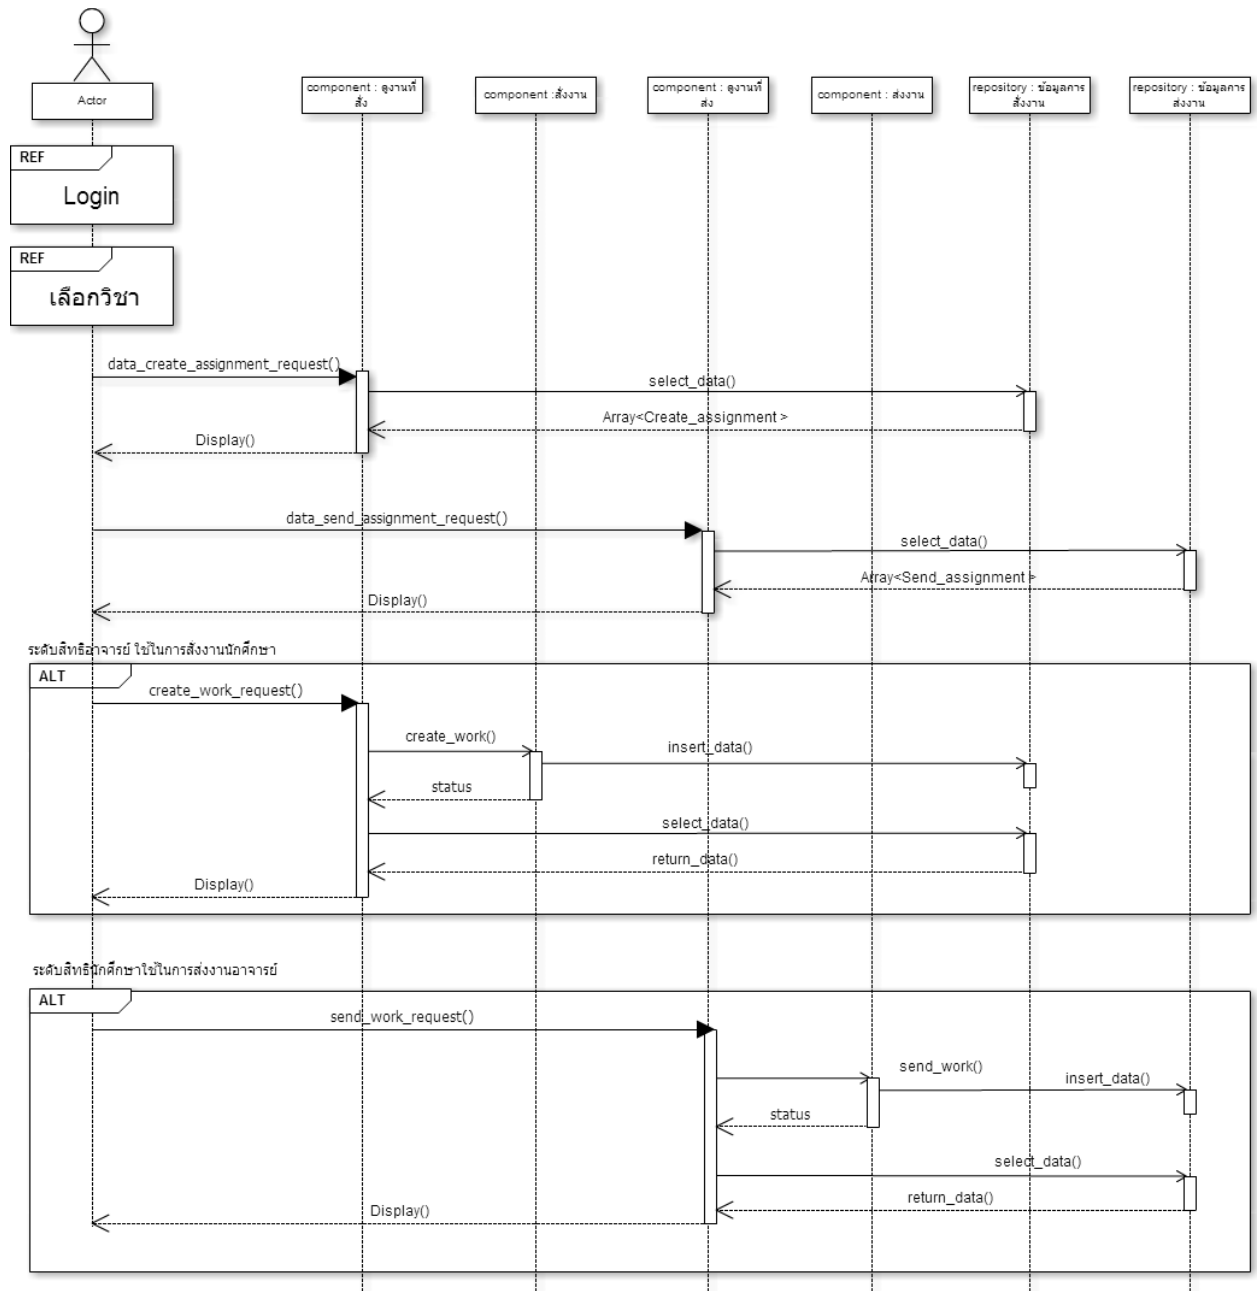 Actor
component : ดูงานที่
สั่ง
component :สั่งงาน
component : ดูงานที่
ส่ง
component : ส่งงาน
repository : ข้อมูลการ
สั่งงาน
repository : ข้อมูลการ
ส่งงาน
REF
Login
REF
เลือกวิชา
data_create_assignment_request()
select_data()
Array<Create_assignment >
Display()
data_send_assignment_request()
select_data()
Array<Send_assignment >
Display()
ระดับสิทธิอาจารย์ ใช้ในการสั่งงานนักศึกษา
ALT
create_work_request()
create_work()
insert_data()
status
select_data()
return_data()
Display()
ระดับสิทธินักศึกษาใช้ในการส่งงานอาจารย์
ALT
send_work_request()
send_work()
insert_data()
status
select_data()
return_data()
Display()